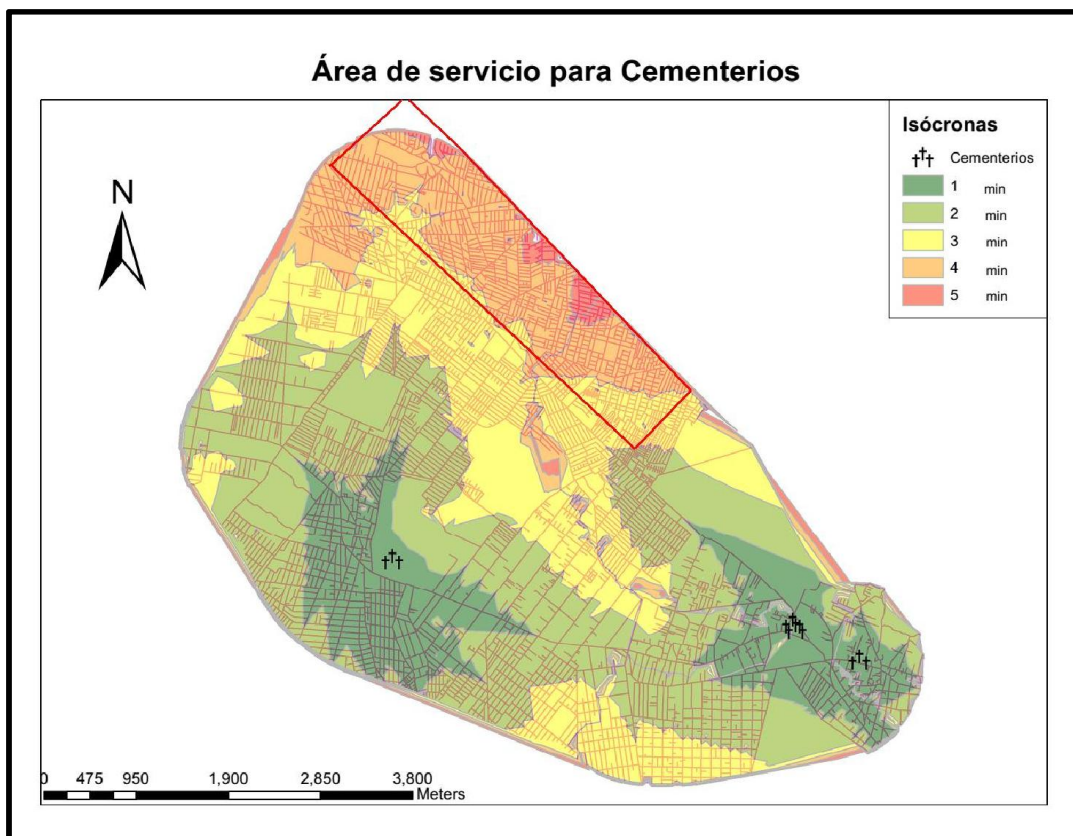 Área de servicio para Cementerios
Isócronas
Cementerios
1 min
2 min
3 min
4 min
5 min
N
0 475 950 1,900 2,850 3,800
Meters